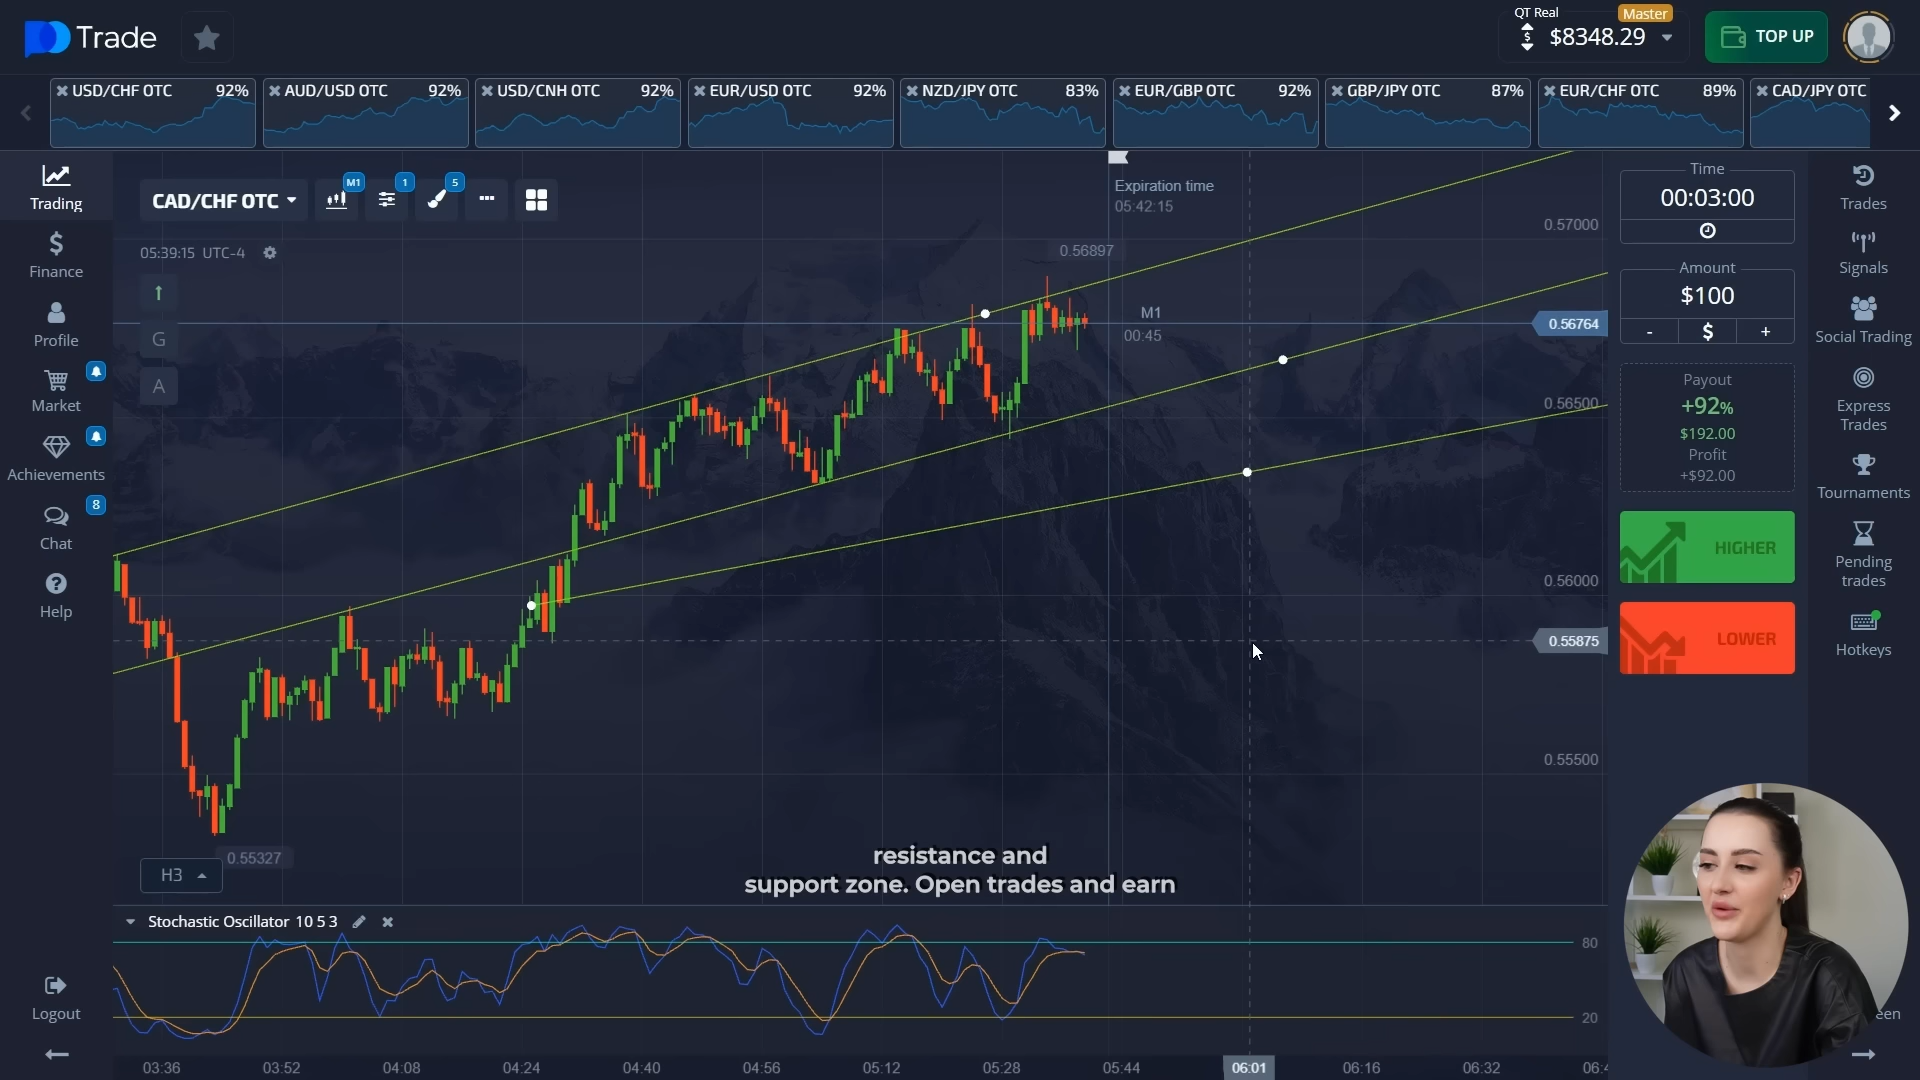 Trade
QT Real
Master
$8348.29
TOP UP
USD/CHF OTC 92%
AUD/USD OTC 92%
USD/CNH OTC 92%
EUR/USD OTC 92%
NZD/JPY OTC 83%
EUR/GBP OTC 92%
GBP/JPY OTC 87%
EUR/CHF OTC 89%
CAD/JPY OTC
Trading
Finance
Profile
Market
Achievements
8
Chat
Help
Logout
CAD/CHF OTC
M1
1
5
05:39:15 UTC-4
G
A
Expiration time
05:42:15
0.56897
M1
00:45
0.57000
0.56764
0.56500
0.56000
0.55875
0.55500
0.55327
H3
resistance and
support zone. Open trades and earn
Stochastic Oscillator 10 5 3
80
20
03:36 03:52 04:08 04:24 04:40 04:56 05:12 05:28 05:44 06:01 06:16 06:32 06:4
Time
00:03:00
Amount
$100
- $ +
Payout
+92%
$192.00
Profit
+$92.00
HIGHER
LOWER
Trades
Signals
Social Trading
Express
Trades
Tournaments
Pending
trades
Hotkeys
een